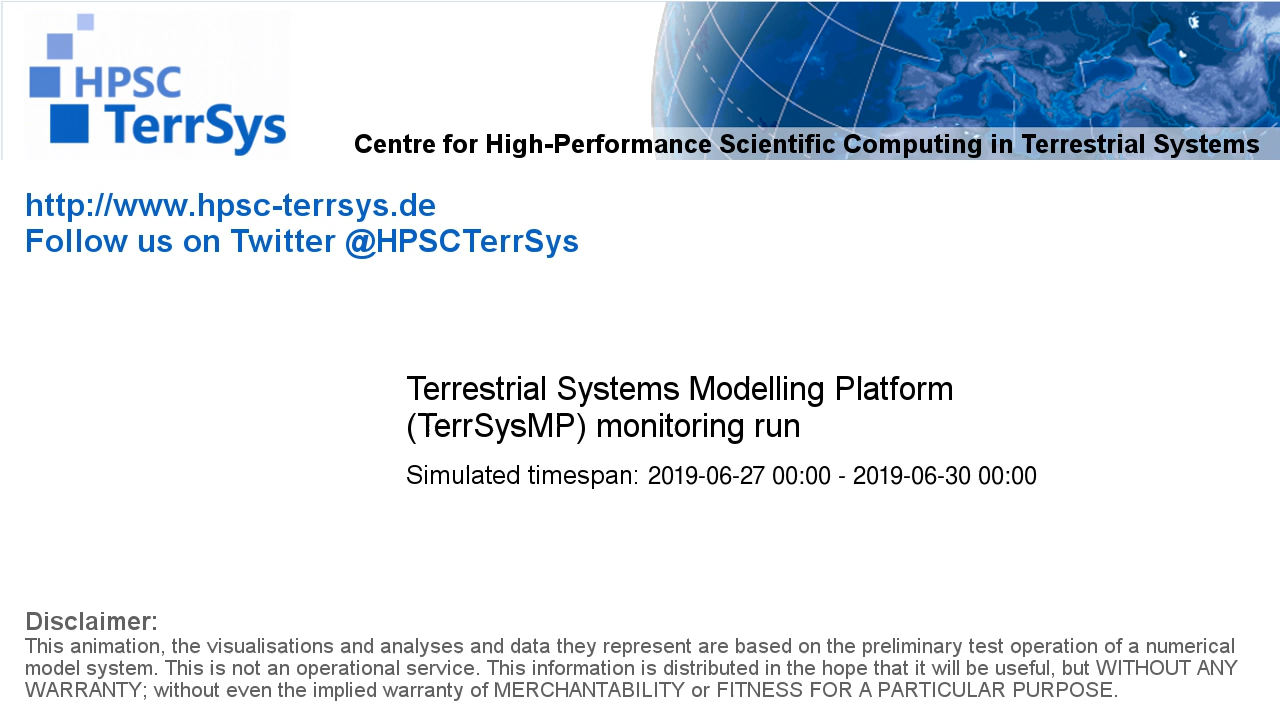 HPSC
TerrSys
Centre for High-Performance Scientific Computing in Terrestrial Systems
http://www.hpsc-terrsys.de
Follow us on Twitter @HPSCTerrSys
Terrestrial Systems Modelling Platform
(TerrSysMP) monitoring run
Simulated timespan: 2019-06-27 00:00 - 2019-06-30 00:00
Disclaimer:
This animation, the visualisations and analyses and data they represent are based on the preliminary test operation of a numerical
model system. This is not an operational service. This information is distributed in the hope that it will be useful, but WITHOUT ANY
WARRANTY; without even the implied warranty of MERCHANTABILITY or FITNESS FOR A PARTICULAR PURPOSE.